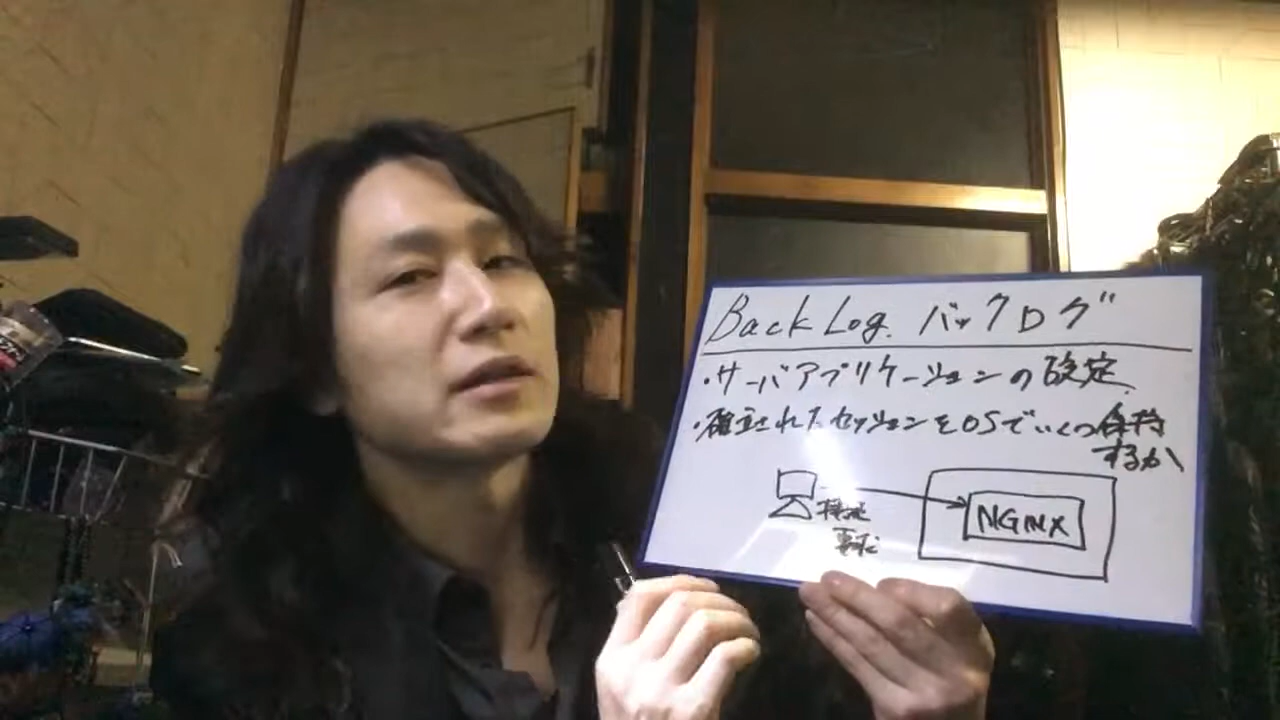 BackLog. バックログ
・サーバアプリケーションの設定
・確立されたセッションをOSでいくつ保持
するか
接続
要求
NGINX